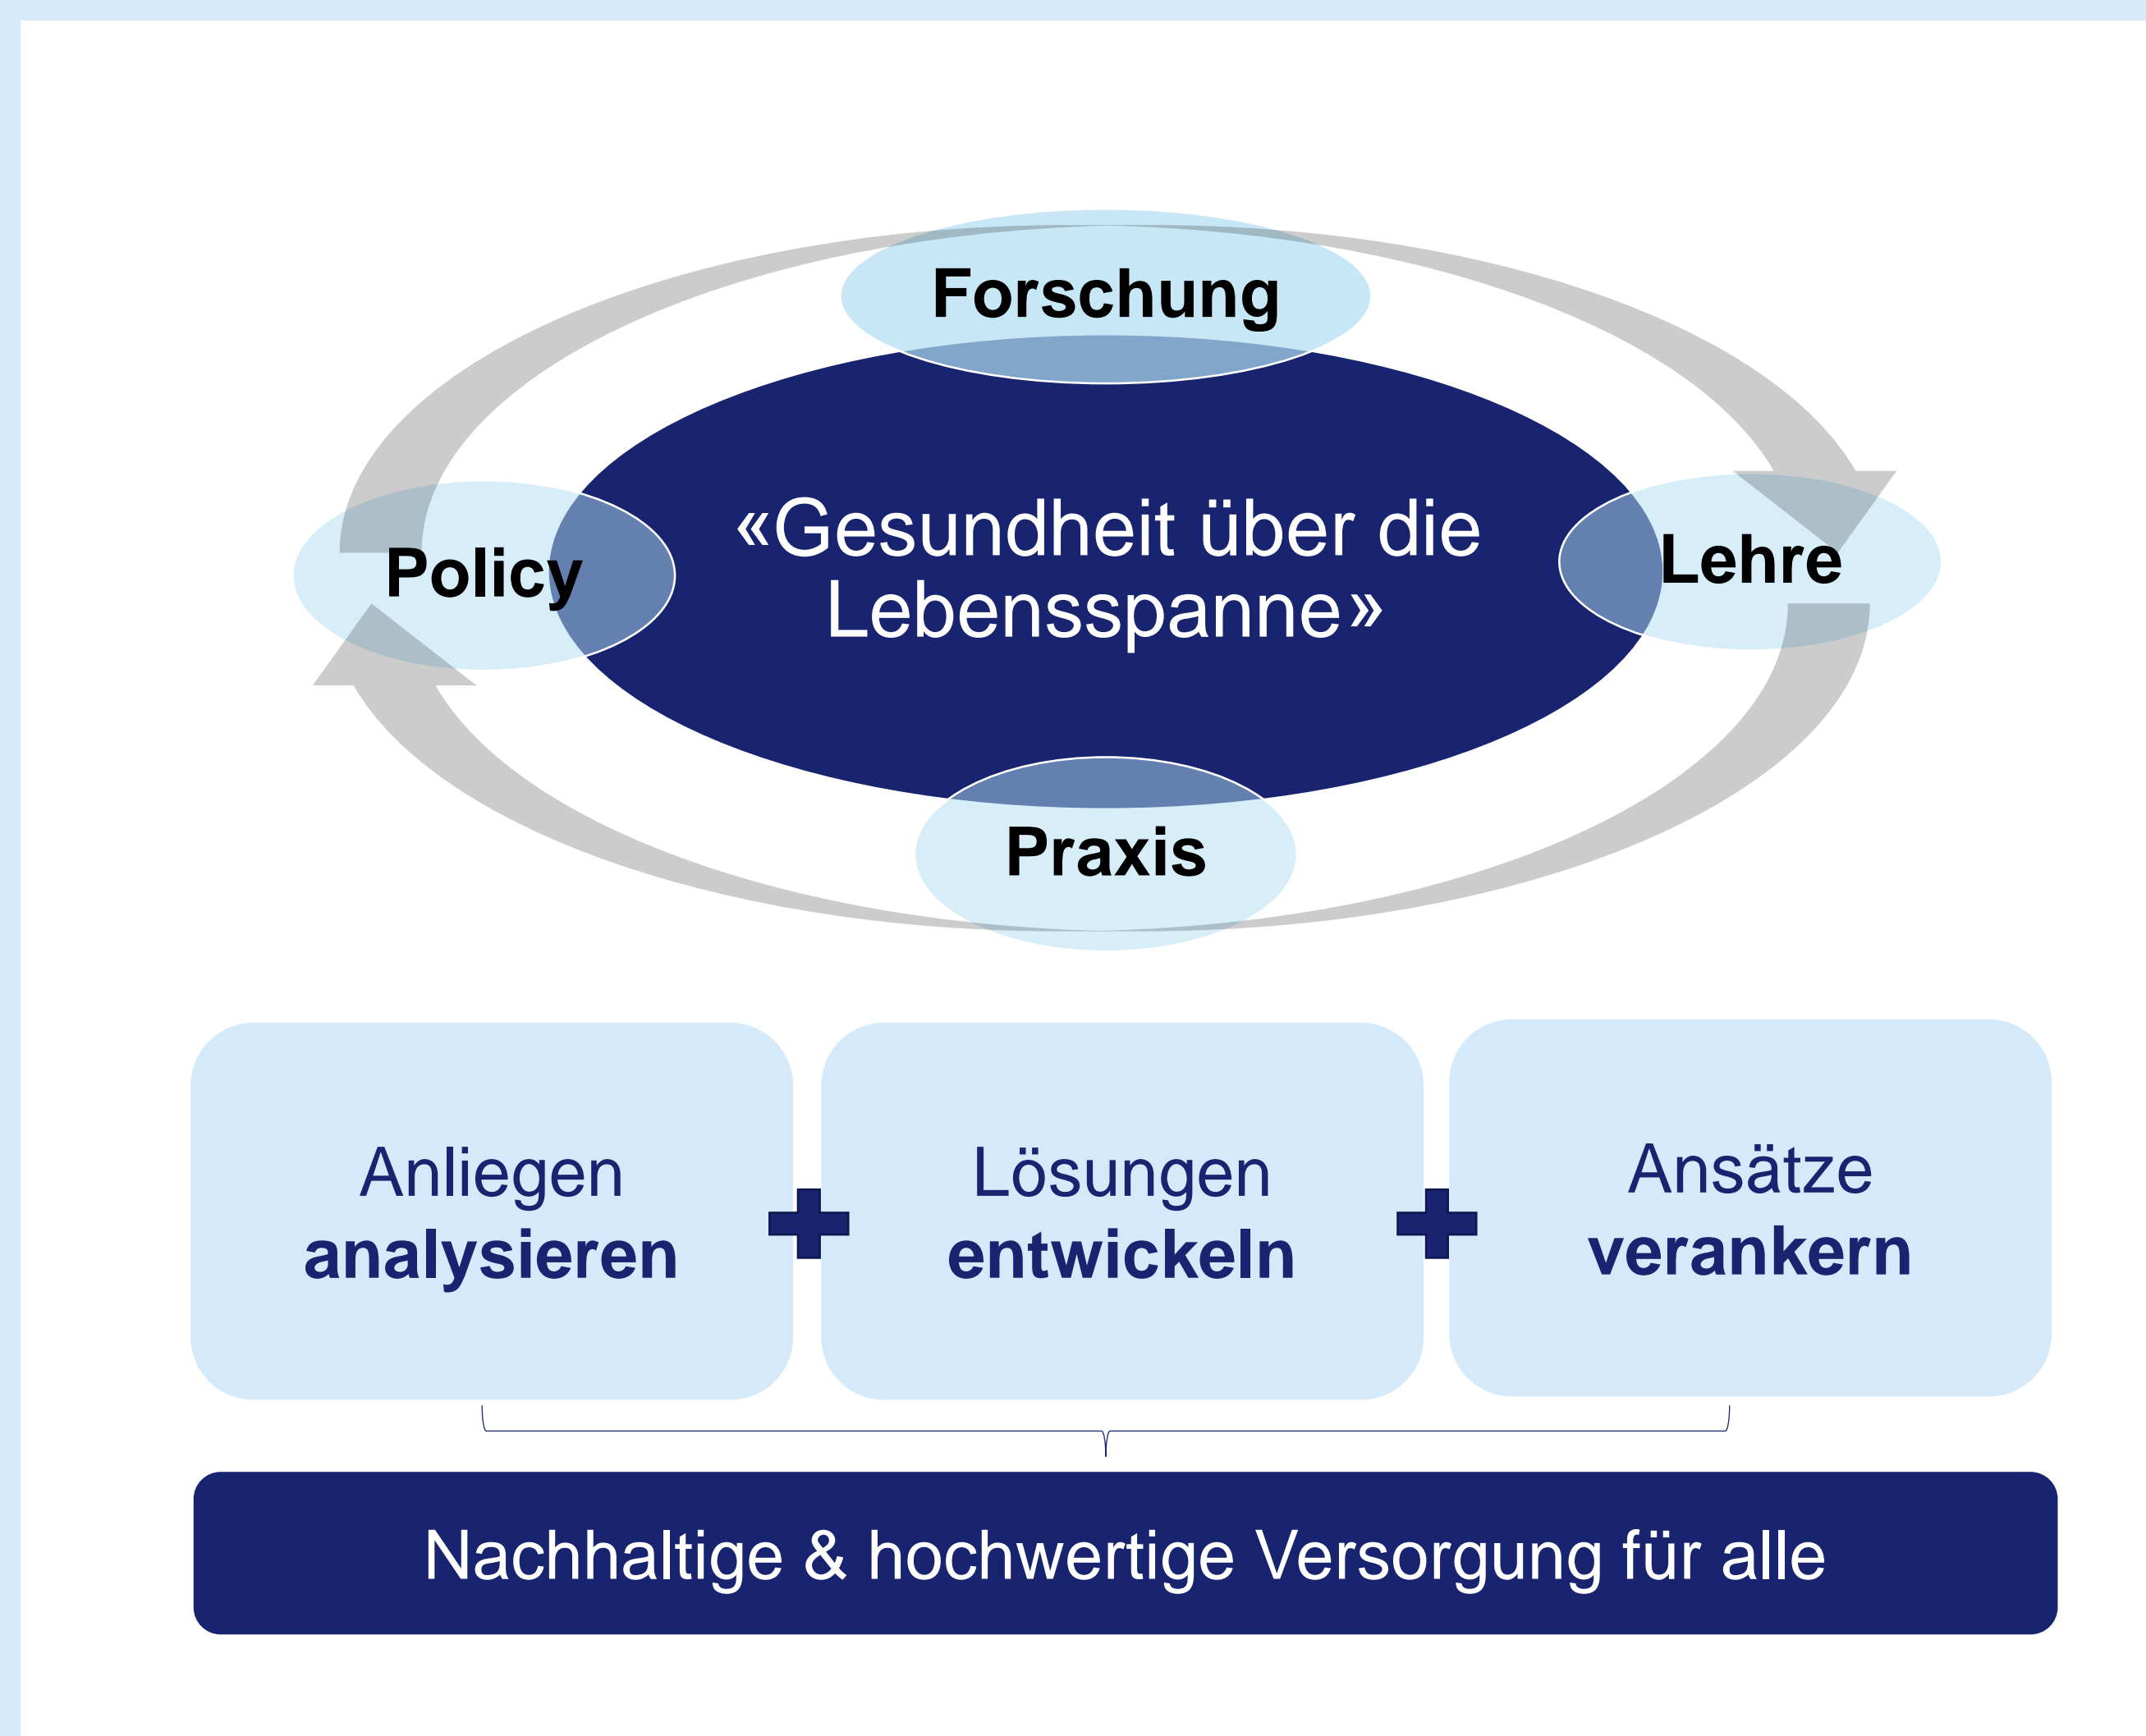 Forschung
Policy
«Gesundheit über die
Lebensspanne»
Lehre
Praxis
Anliegen
analysieren
Lösungen
entwickeln
Ansätze
verankern
Nachhaltige & hochwertige Versorgung für alle